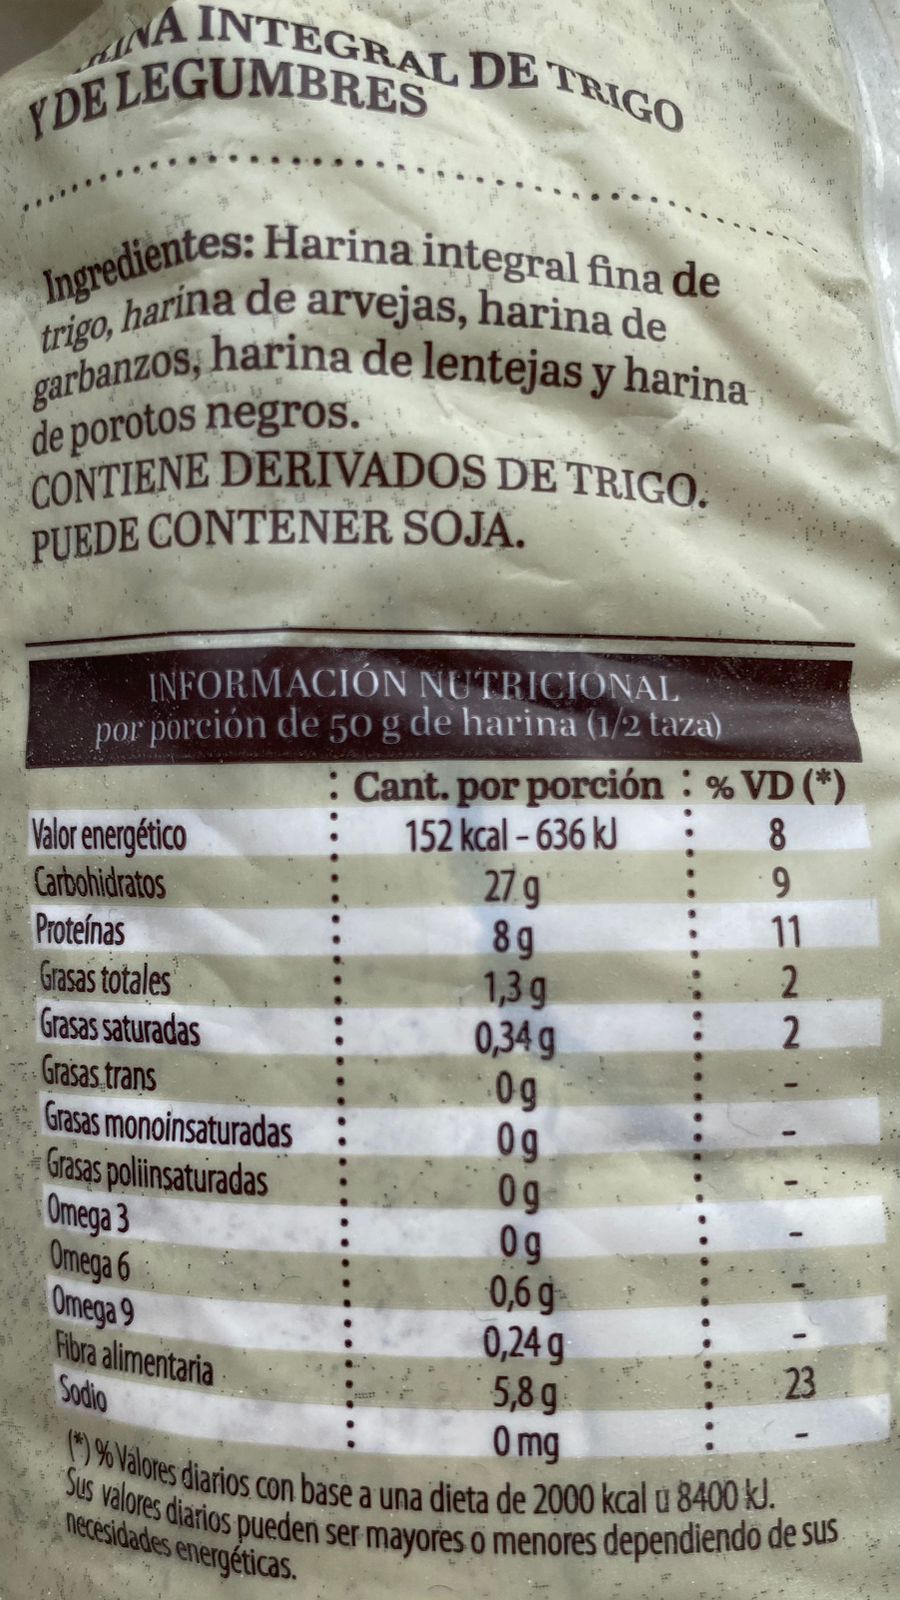 INTEGRAL DE TRIGO
Y DE LEGUMBRES
Ingredientes: Harina integral fina de
trigo, harina de arvejas, harina de
garbanzos, harina de lentejas y harina
de porotos negros.
CONTIENE DERIVADOS DE TRIGO.
PUEDE CONTENER SOJA.
INFORMACIÓN NUTRICIONAL
por porción de 50 g de harina (1/2 taza)
Cant. por porción % VD (*)
Valor energético 152 kcal - 636 kJ 8
Carbohidratos 27 g 9
Proteínas 8 g 11
Grasas totales 1,3 g 2
Grasas saturadas 0,34 g 2
Grasas trans 0 g -
Grasas monoinsaturadas 0 g -
Grasas poliinsaturadas 0 g -
Omega 3 0 g -
Omega 6 0,6 g -
Omega 9 0,24 g -
Fibra alimentaria 5,8 g 23
Sodio 0 mg -
(*) % Valores diarios con base a una dieta de 2000 kcal u 8400 kJ.
Sus valores diarios pueden ser mayores o menores dependiendo de sus
necesidades energéticas.